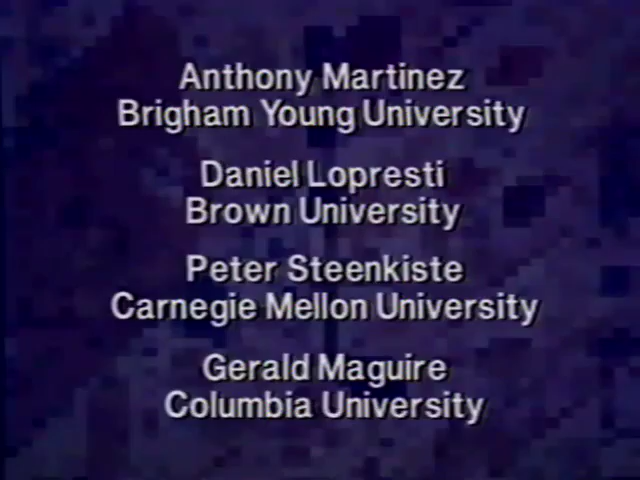 Anthony Martinez
Brigham Young University
Daniel Lopresti
Brown University
Peter Steenkiste
Carnegie Mellon University
Gerald Maguire
Columbia University